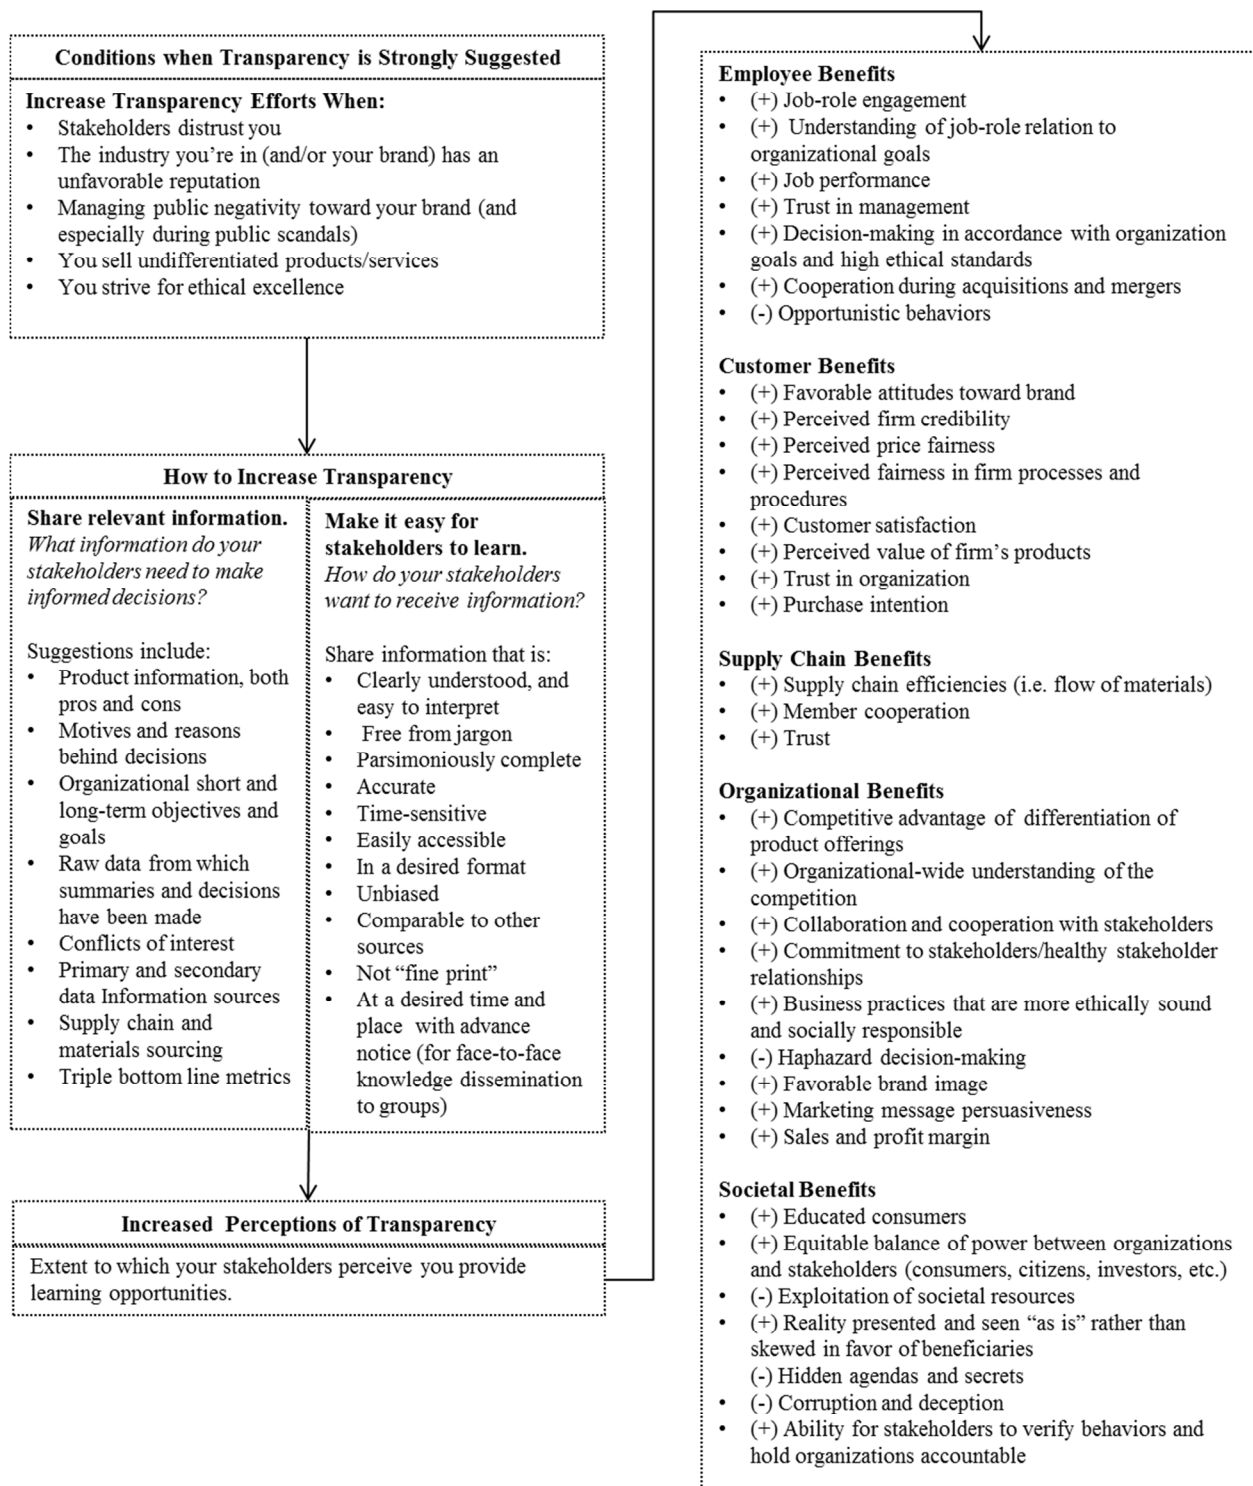 Conditions when Transparency is Strongly Suggested
Increase Transparency Efforts When:
• Stakeholders distrust you
• The industry you're in (and/or your brand) has an
unfavorable reputation
• Managing public negativity toward your brand (and
especially during public scandals)
• You sell undifferentiated products/services
• You strive for ethical excellence
How to Increase Transparency
Share relevant information.
What information do your
stakeholders need to make
informed decisions?
Suggestions include:
• Product information, both
pros and cons
• Motives and reasons
behind decisions
• Organizational short and
long-term objectives and
goals
• Raw data from which
summaries and decisions
have been made
• Conflicts of interest
• Primary and secondary
data Information sources
• Supply chain and
materials sourcing
• Triple bottom line metrics
Make it easy for
stakeholders to learn.
How do your stakeholders
want to receive information?
Share information that is:
• Clearly understood, and
easy to interpret
• Free from jargon
• Parsimoniously complete
• Accurate
• Time-sensitive
• Easily accessible
• In a desired format
• Unbiased
• Comparable to other
sources
• Not “fine print”
• At a desired time and
place with advance
notice (for face-to-face
knowledge dissemination
to groups)
Increased Perceptions of Transparency
Extent to which your stakeholders perceive you provide
learning opportunities.
Employee Benefits
• (+) Job-role engagement
• (+) Understanding of job-role relation to
organizational goals
• (+) Job performance
• (+) Trust in management
• (+) Decision-making in accordance with organization
goals and high ethical standards
• (+) Cooperation during acquisitions and mergers
• (-) Opportunistic behaviors
Customer Benefits
• (+) Favorable attitudes toward brand
• (+) Perceived firm credibility
• (+) Perceived price fairness
• (+) Perceived fairness in firm processes and
procedures
• (+) Customer satisfaction
• (+) Perceived value of firm's products
• (+) Trust in organization
• (+) Purchase intention
Supply Chain Benefits
• (+) Supply chain efficiencies (i.e. flow of materials)
• (+) Member cooperation
• (+) Trust
Organizational Benefits
• (+) Competitive advantage of differentiation of
product offerings
• (+) Organizational-wide understanding of the
competition
• (+) Collaboration and cooperation with stakeholders
• (+) Commitment to stakeholders/healthy stakeholder
relationships
• (+) Business practices that are more ethically sound
and socially responsible
• (-) Haphazard decision-making
• (+) Favorable brand image
• (+) Marketing message persuasiveness
• (+) Sales and profit margin
Societal Benefits
• (+) Educated consumers
• (+) Equitable balance of power between organizations
and stakeholders (consumers, citizens, investors, etc.)
• (-) Exploitation of societal resources
• (+) Reality presented and seen “as is” rather than
skewed in favor of beneficiaries
(-) Hidden agendas and secrets
• (-) Corruption and deception
• (+) Ability for stakeholders to verify behaviors and
hold organizations accountable